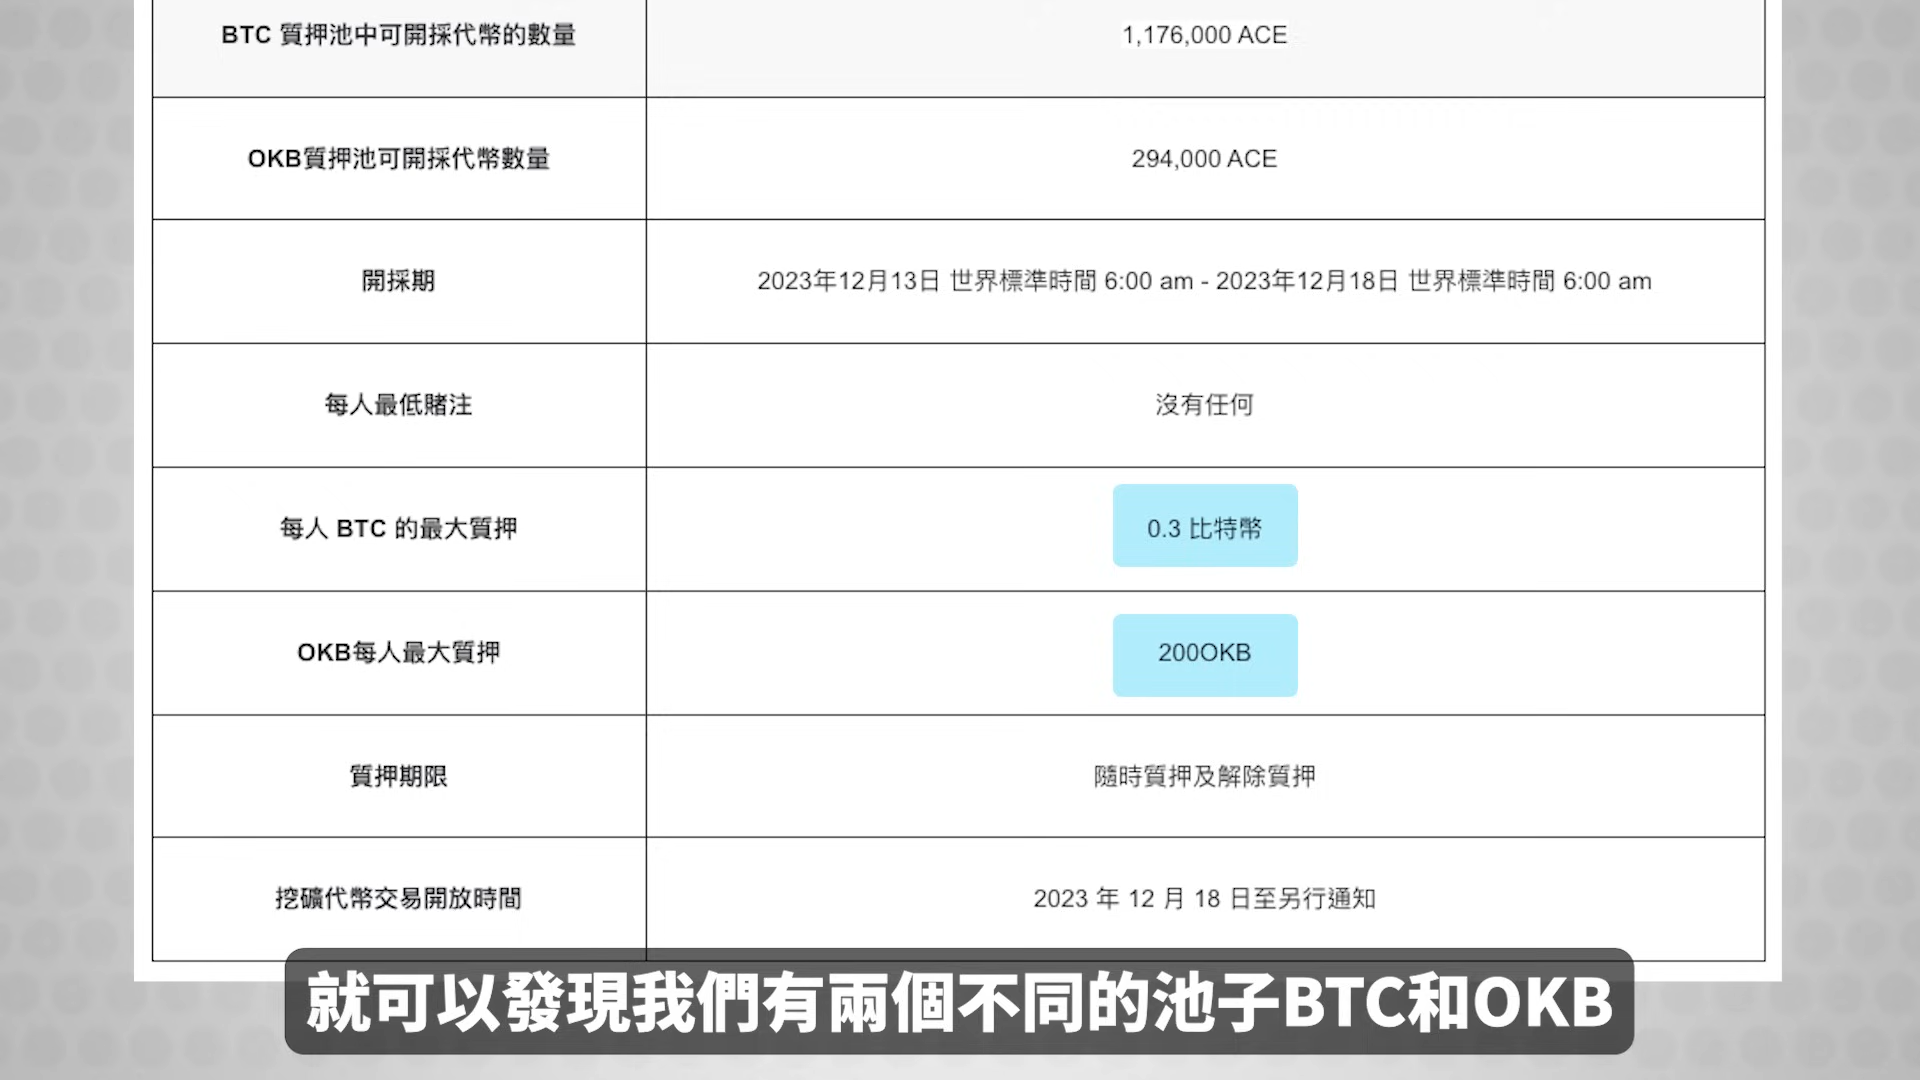 BTC 質押池中可開採代幣的數量
1,176,000 ACE
OKB質押池可開採代幣數量
294,000 ACE
開採期
2023年12月13日 世界標準時間 6:00 am - 2023年12月18日 世界標準時間 6:00 am
每人最低賭注
沒有任何
每人 BTC 的最大質押
0.3 比特幣
OKB每人最大質押
200OKB
質押期限
隨時質押及解除質押
挖礦代幣交易開放時間
2023 年 12 月 18 日至另行通知
就可以發現我們有兩個不同的池子BTC和OKB